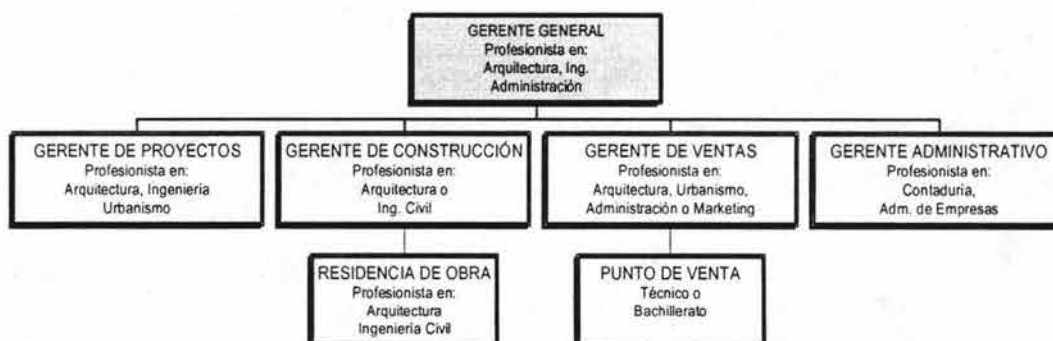 GERENTE GENERAL
Profesionista en:
Arquitectura, Ing.
Administración
GERENTE DE PROYECTOS
Profesionista en:
Arquitectura, Ingenieria
Urbanismo
GERENTE DE CONSTRUCCIÓN
Profesionista en:
Arquitectura o
Ing. Civil
GERENTE DE VENTAS
Profesionista en:
Arquitectura, Urbanismo,
Administración o Marketing
GERENTE ADMINISTRATIVO
Profesionista en:
Contaduría,
Adm. de Empresas
RESIDENCIA DE OBRA
Profesionista en:
Arquitectura
Ingeniería Civil
PUNTO DE VENTA
Técnico o
Bachillerato